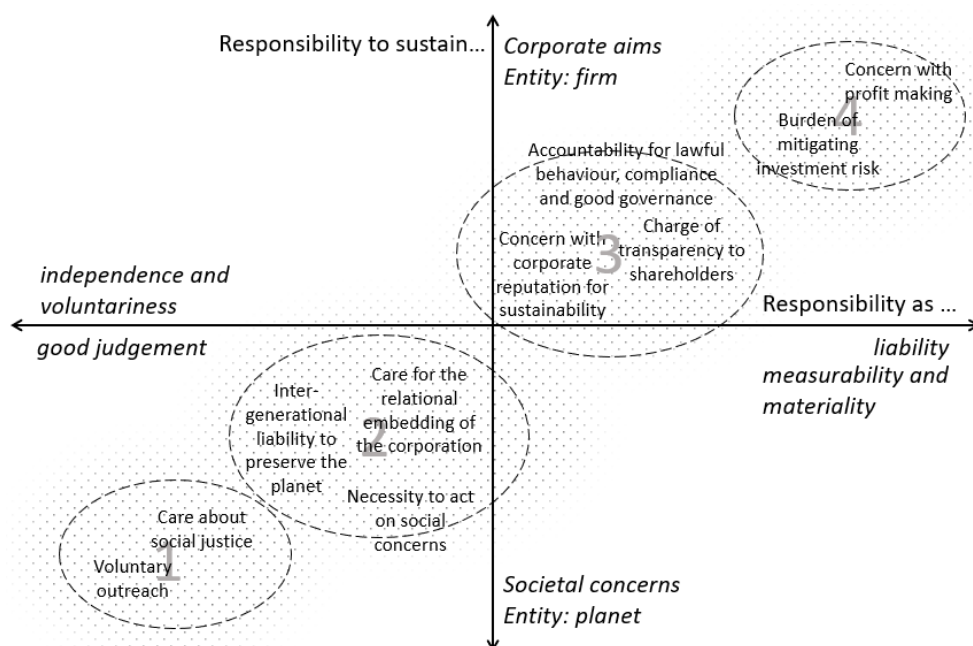 Responsibility to sustain...
Corporate aims
Entity: firm
Concern with
profit making
4
Burden of
mitigating
investment risk
Accountability for lawful
behaviour, compliance
and good governance
3
Charge of
transparency to
shareholders
Concern with
corporate
reputation for
sustainability
independence and
voluntariness
good judgement
Responsibility as ...
liability
measurability and
materiality
Inter-
generational
liability to
preserve the
planet
2
Care for the
relational
embedding of
the corporation
Necessity to act
on social
concerns
Care about
social justice
1
Voluntary
outreach
Societal concerns
Entity: planet